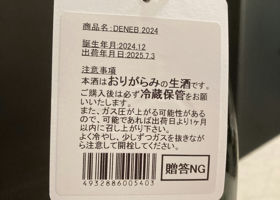 商品名:DENEB 2024
誕生年月:2024.12
出荷年月日:2025.7.3
注意事項
本酒はおりがらみの生酒です。
ご購入後は必ず冷蔵保管をお願
いいたします。
また、ガス圧が上がる可能性があるの
で、可能であれば出荷日より1ヶ月
以内に召し上がり下さい。
よく冷やし、少しずつガスを抜きなが
ら注意して開栓してください。
4932886005403
贈答NG